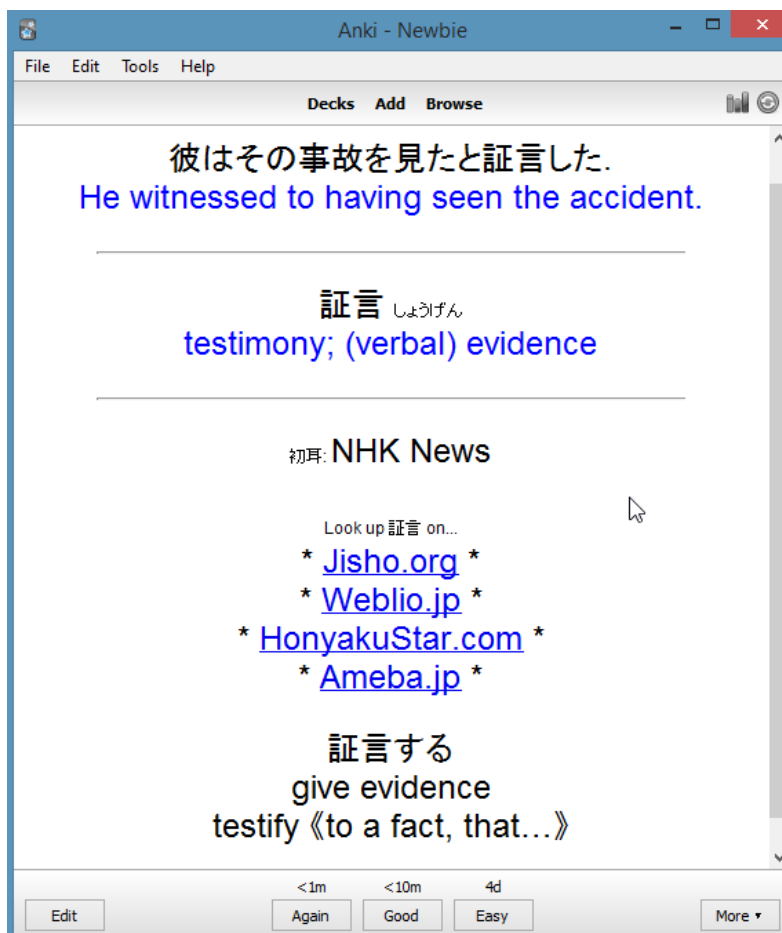 Anki - Newbie
File Edit Tools Help
Decks Add Browse
彼はその事故を見たと証言した.
He witnessed to having seen the accident.
証言 しょうげん
testimony; (verbal) evidence
初耳: NHK News
Look up 証言 on...
* Jisho.org *
* Weblio.jp *
* HonyakuStar.com *
* Ameba.jp *
証言する
give evidence
testify《to a fact, that...》
<1m <10m 4d
Edit Again Good Easy More ▾